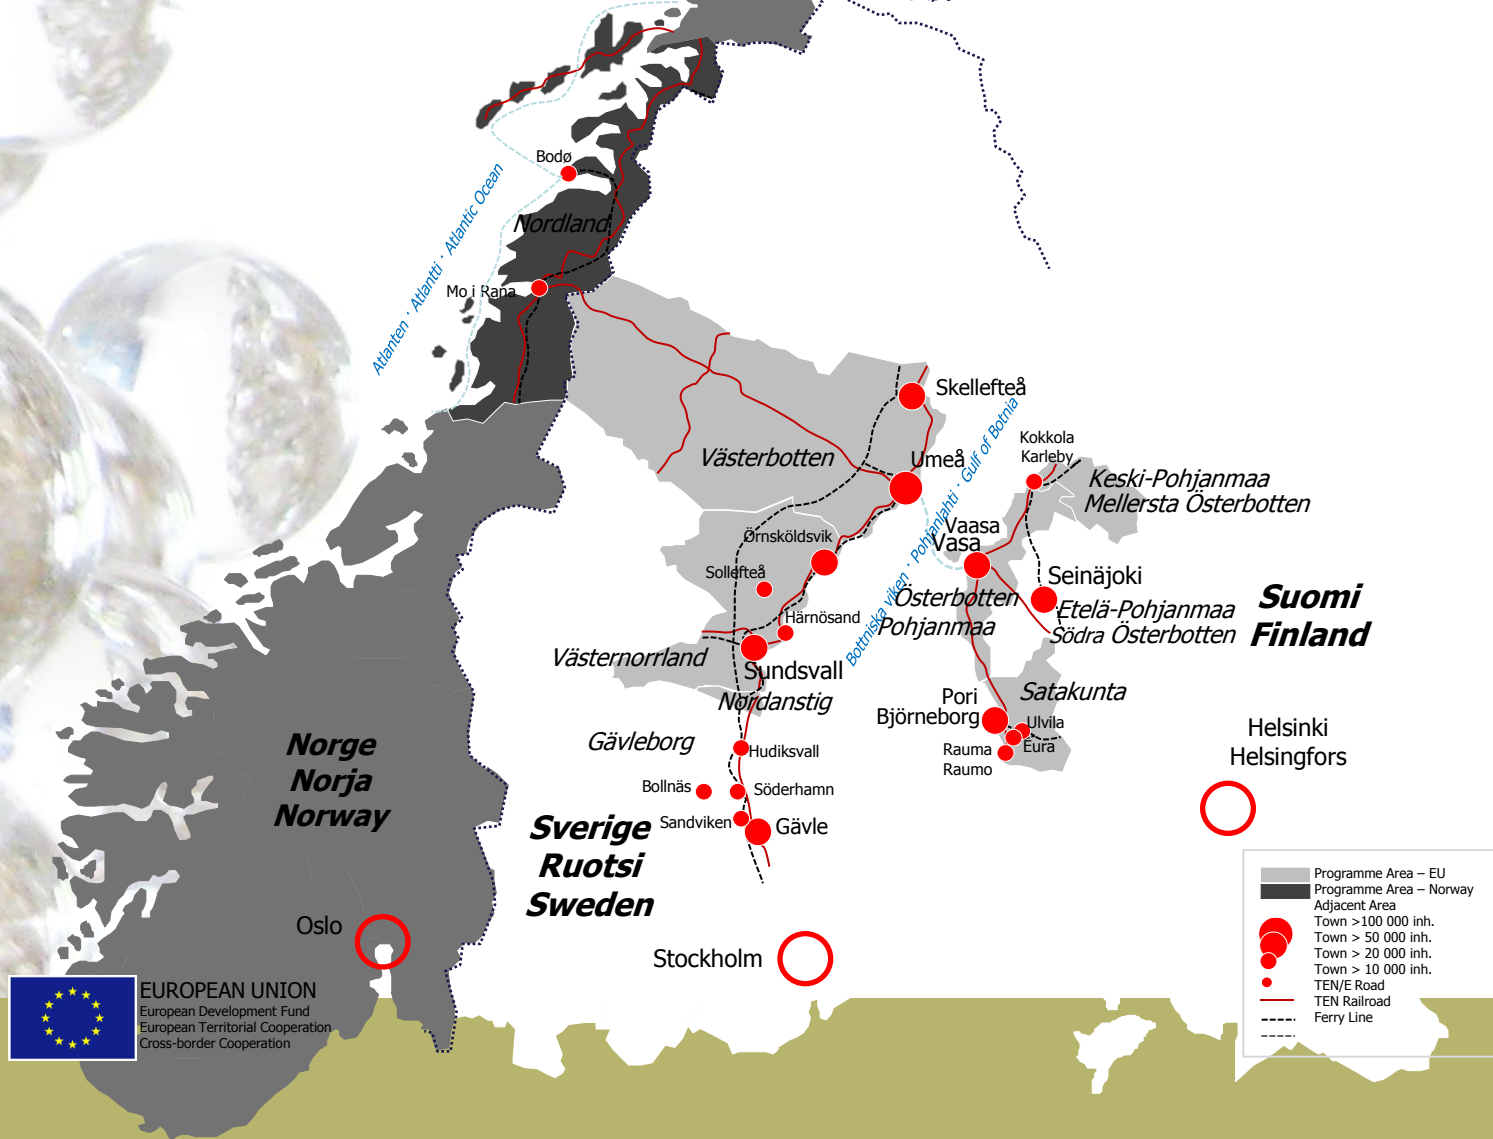 Bodø
Atlanten · Atlantti · Atlantic Ocean
Nordland
Mo i Rana
Skellefteå
Bottniska viken · Pohjanlahti · Gulf of Botnia
Kokkola
Karleby
Västerbotten
Umeå
Keski-Pohjanmaa
Mellersta Österbotten
Vaasa
Vasa
Örnsköldsvik
Sollefteå
Seinäjoki
Österbotten
Pohjanmaa
Etelä-Pohjanmaa
Södra Österbotten
Suomi
Finland
Härnösand
Västernorrland
Sundsvall
Nordanstig
Satakunta
Pori
Björneborg
Ulvila
Eura
Rauma
Raumo
Helsinki
Helsingfors
Gävleborg
Hudiksvall
Norge
Norja
Norway
Bollnäs
Söderhamn
Sandviken
Gävle
Sverige
Ruotsi
Sweden
Oslo
Stockholm
Programme Area – EU
Programme Area – Norway
Adjacent Area
Town >100 000 inh.
Town > 50 000 inh.
Town > 20 000 inh.
Town > 10 000 inh.
TEN/E Road
TEN Railroad
Ferry Line
EUROPEAN UNION
European Development Fund
European Territorial Cooperation
Cross-border Cooperation